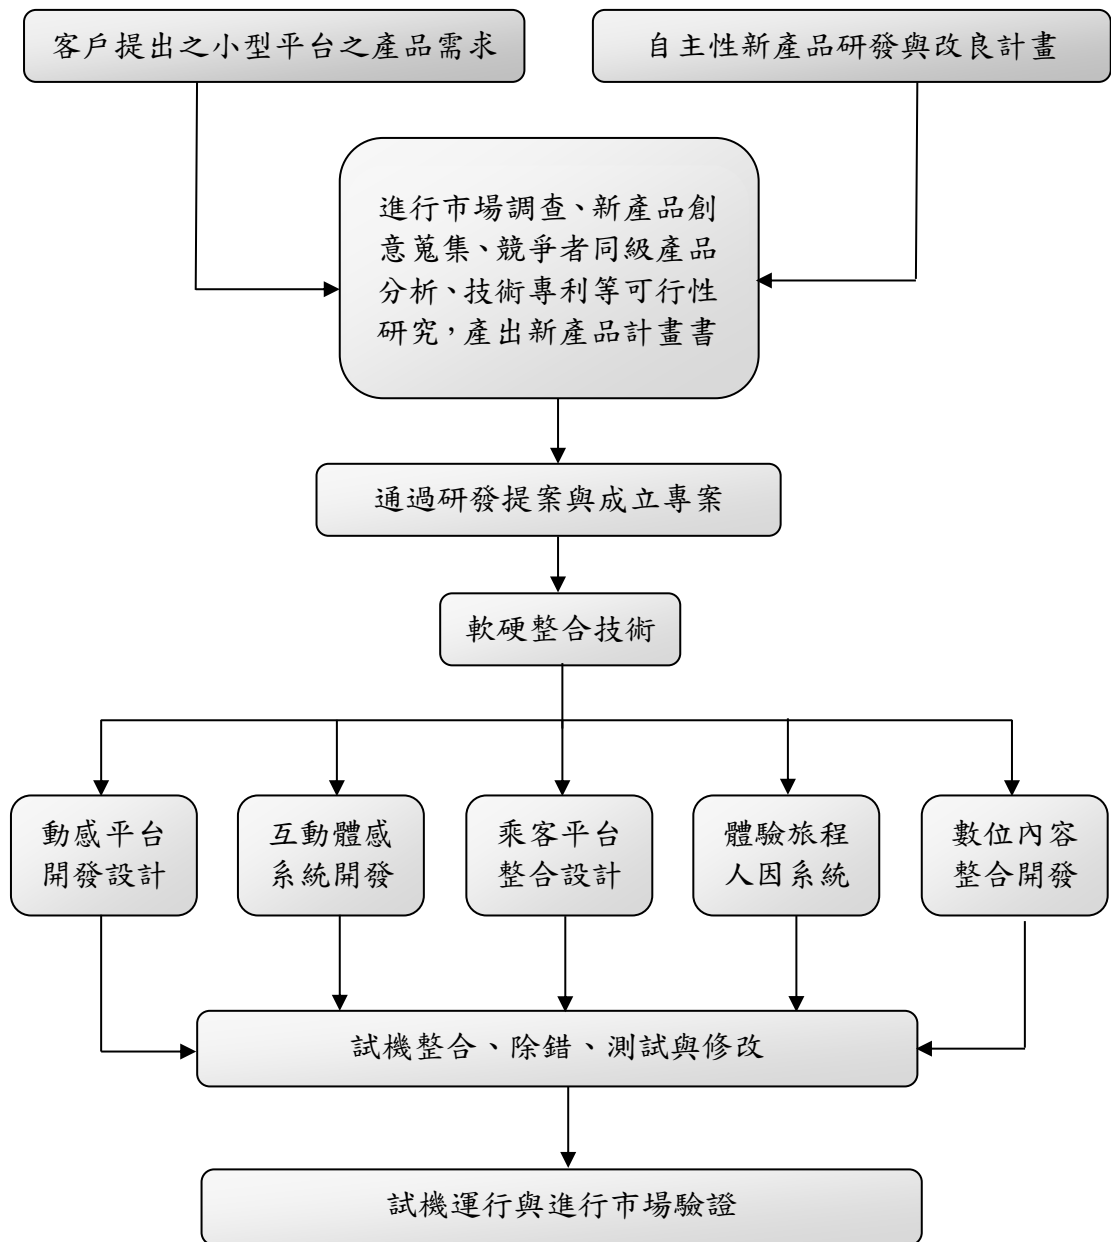 客戶提出之小型平台之產品需求
自主性新產品研發與改良計畫
進行市場調查、新產品創
意蒐集、競爭者同級產品
分析、技術專利等可行性
研究，產出新產品計畫書
通過研發提案與成立專案
軟硬整合技術
動感平台
開發設計
互動體感
系統開發
乘客平台
整合設計
體驗旅程
人因系統
數位內容
整合開發
試機整合、除錯、測試與修改
試機運行與進行市場驗證